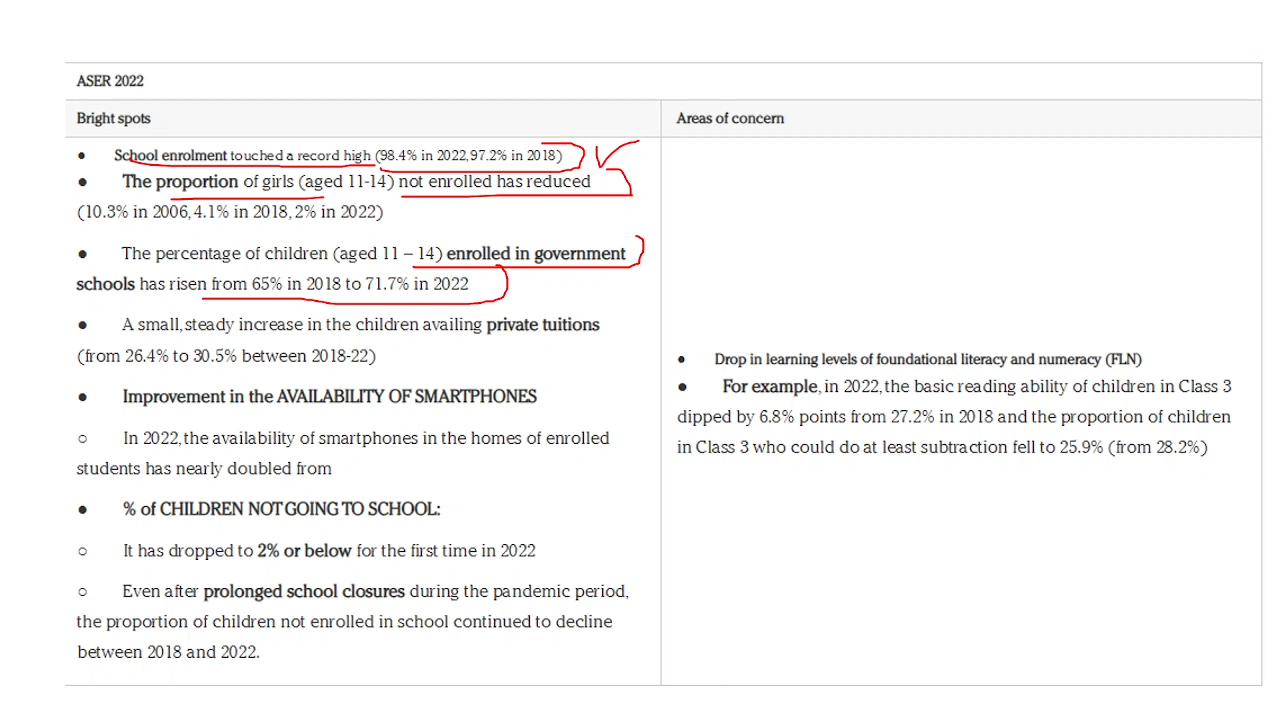 ASER 2022
Bright spots
Areas of concern
● School enrolment touched a record high (98.4% in 2022,97.2% in 2018)
● The proportion of girls (aged 11-14) not enrolled has reduced
(10.3% in 2006,4.1% in 2018,2% in 2022)
● The percentage of children (aged 11 – 14) enrolled in government
schools has risen from 65% in 2018 to 71.7% in 2022
● A small,steady increase in the children availing private tuitions
(from 26.4% to 30.5% between 2018-22)
● Improvement in the AVAILABILITY OF SMARTPHONES
○ In 2022,the availability of smartphones in the homes of enrolled
students has nearly doubled from
● % of CHILDREN NOT GOING TO SCHOOL:
○ It has dropped to 2% or below for the first time in 2022
○ Even after prolonged school closures during the pandemic period,
the proportion of children not enrolled in school continued to decline
between 2018 and 2022.
● Drop in learning levels of foundational literacy and numeracy (FLN)
● For example, in 2022,the basic reading ability of children in Class 3
dipped by 6.8% points from 27.2% in 2018 and the proportion of children
in Class 3 who could do at least subtraction fell to 25.9% (from 28.2%)